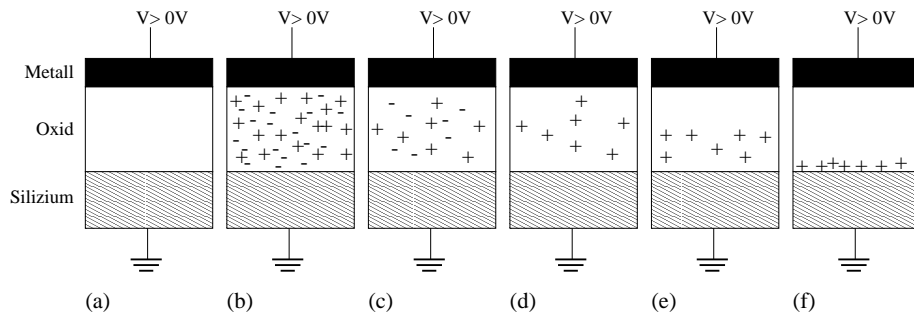 V> 0V V> 0V V> 0V V> 0V V> 0V V> 0V
Metall
Oxid
Silizium
(a) (b) (c) (d) (e) (f)